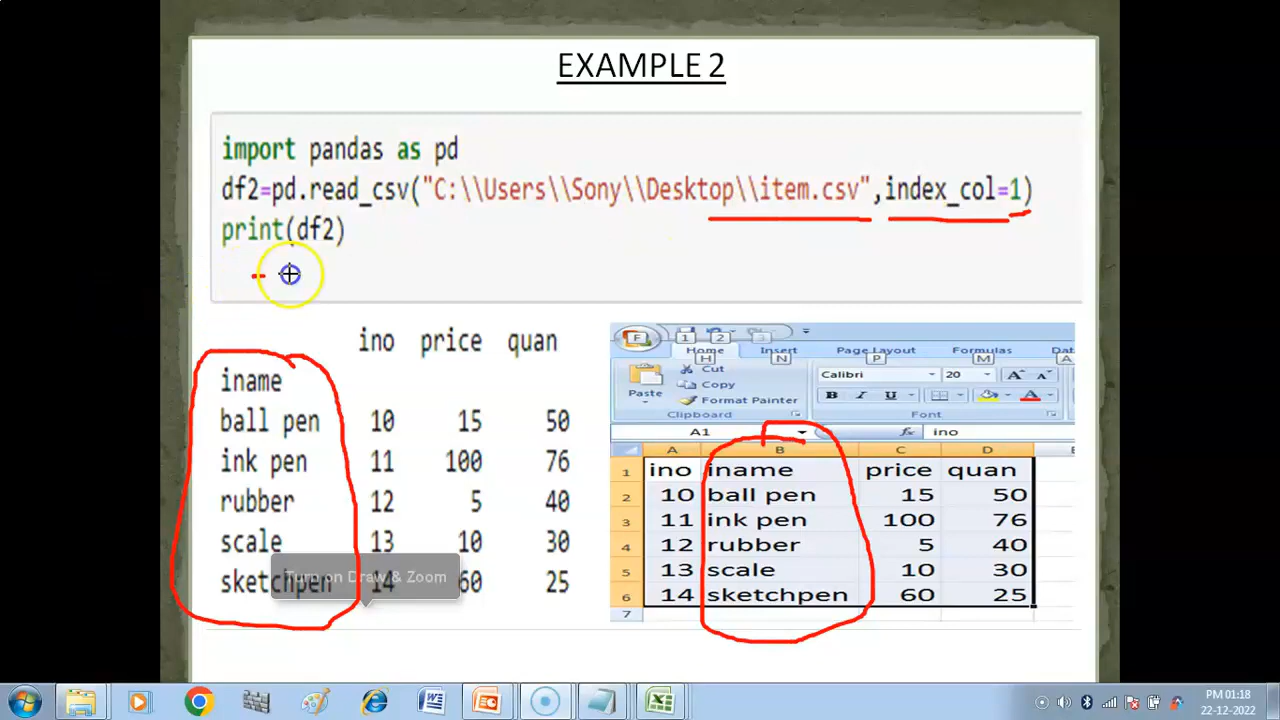 EXAMPLE 2
import pandas as pd
df2=pd.read_csv("C:\\Users\\Sony\\Desktop\\item.csv",index_col=1)
print(df2)
ino price quan
iname
ball pen 10 15 50
ink pen 11 100 76
rubber 12 5 40
scale 13 10 30
sketchpen 14 60 25
Turn on Draw & Zoom
F 1 2 3
Home Insert Page Layout Formulas Dat
H N P M A
Cut
Copy
Format Painter
Paste
Clipboard
Calibri 20 A A
B I U A
Font
A1 fx ino
A B C D E
1 ino iname price quan
2 10 ball pen 15 50
3 11 ink pen 100 76
4 12 rubber 5 40
5 13 scale 10 30
6 14 sketchpen 60 25
7
PM 01:18
22-12-2022